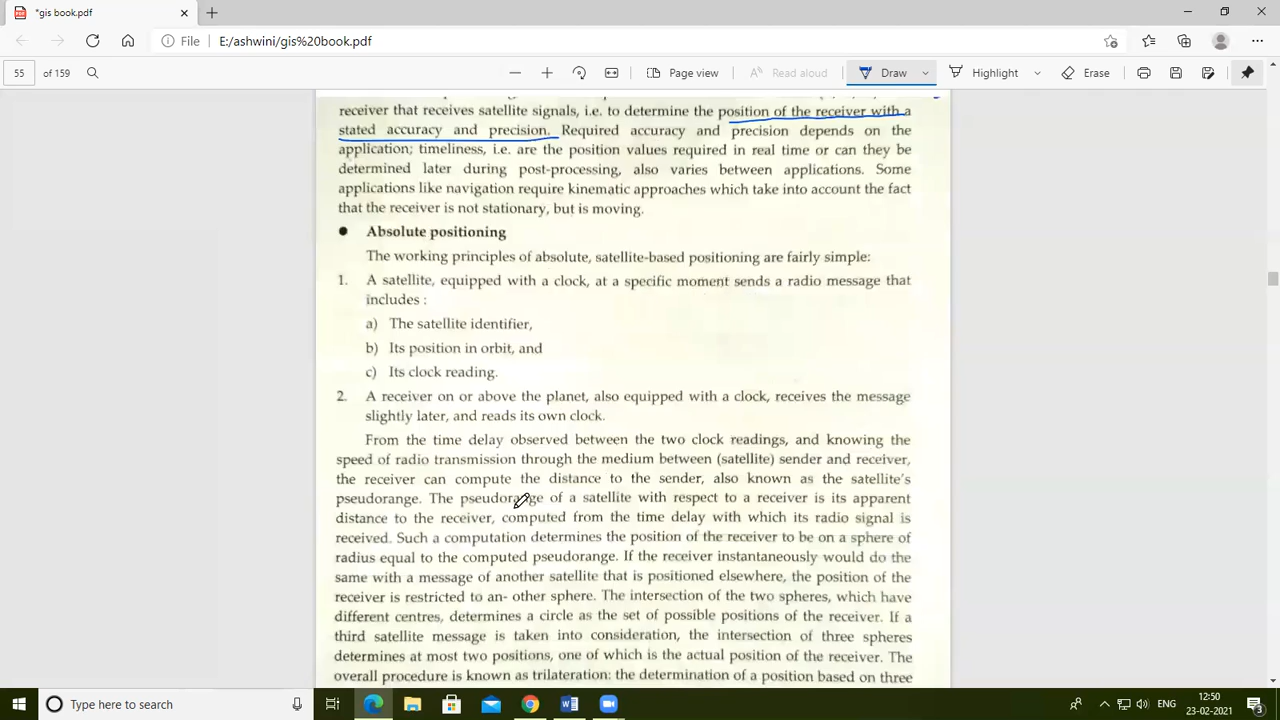 *gis book.pdf
File E:/ashwini/gis%20book.pdf
55 of 159 Page view Read aloud Draw Highlight Erase
receiver that receives satellite signals, i.e. to determine the position of the receiver with a
stated accuracy and precision. Required accuracy and precision depends on the
application; timeliness, i.e. are the position values required in real time or can they be
determined later during post-processing, also varies between applications. Some
applications like navigation require kinematic approaches which take into account the fact
that the receiver is not stationary, but is moving.
● Absolute positioning
The working principles of absolute, satellite-based positioning are fairly simple:
1. A satellite, equipped with a clock, at a specific moment sends a radio message that
includes :
a) The satellite identifier,
b) Its position in orbit, and
c) Its clock reading.
2. A receiver on or above the planet, also equipped with a clock, receives the message
slightly later, and reads its own clock.
From the time delay observed between the two clock readings, and knowing the
speed of radio transmission through the medium between (satellite) sender and receiver,
the receiver can compute the distance to the sender, also known as the satellite's
pseudorange. The pseudorange of a satellite with respect to a receiver is its apparent
distance to the receiver, computed from the time delay with which its radio signal is
received. Such a computation determines the position of the receiver to be on a sphere of
radius equal to the computed pseudorange. If the receiver instantaneously would do the
same with a message of another satellite that is positioned elsewhere, the position of the
receiver is restricted to an- other sphere. The intersection of the two spheres, which have
different centres, determines a circle as the set of possible positions of the receiver. If a
third satellite message is taken into consideration, the intersection of three spheres
determines at most two positions, one of which is the actual position of the receiver. The
overall procedure is known as trilateration: the determination of a position based on three
Type here to search
ENG
12:50
23-02-2021
3